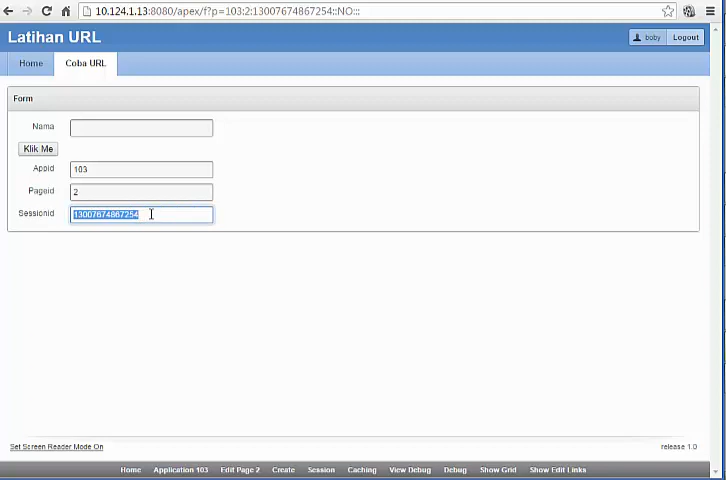 10.124.1.13:8080/apex/f?p=103:2:13007674867254::NO:::
Latihan URL
boby Logout
Home Coba URL
Form
Nama
Klik Me
AppId 103
PageId 2
SessionId 13007674867254
Set Screen Reader Mode On release 1.0
Home Application 103 Edit Page 2 Create Session Caching View Debug Debug Show Grid Show Edit Links